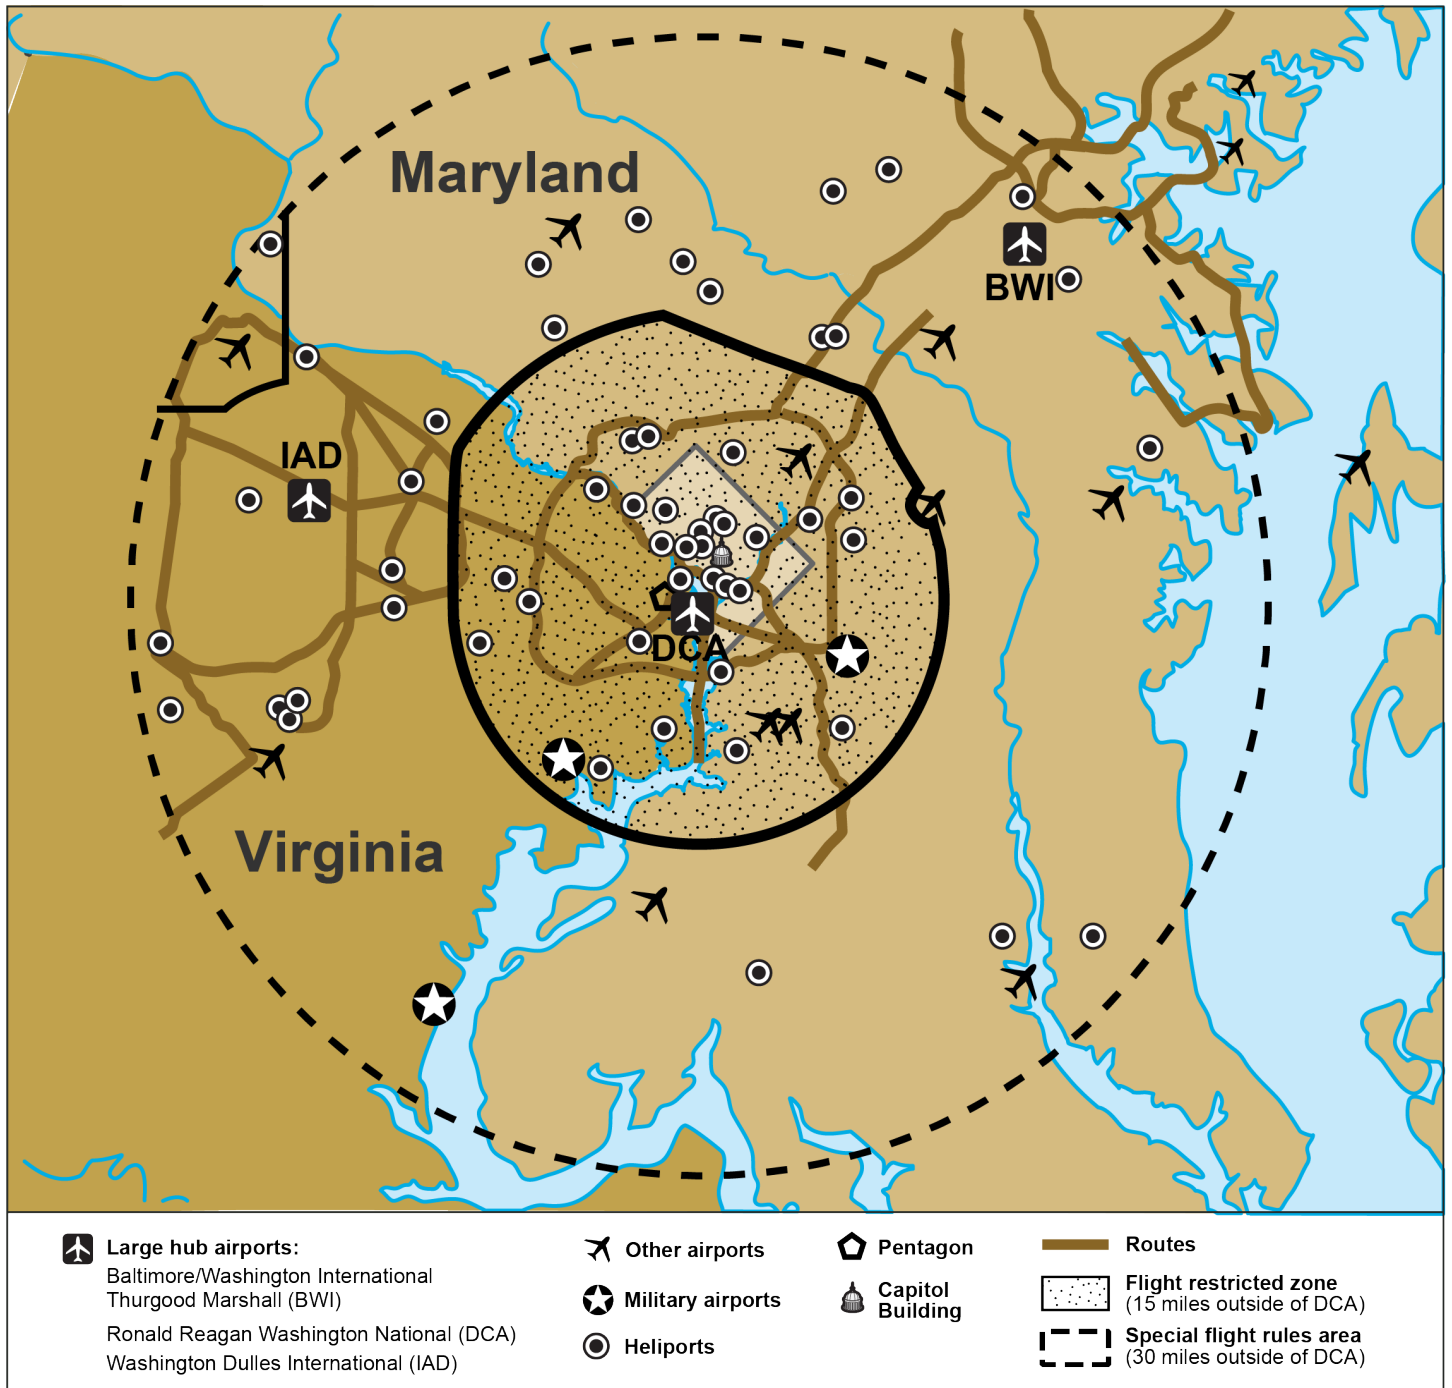 Maryland
BWI
IAD
DCA
Virginia
Large hub airports:
Baltimore/Washington International
Thurgood Marshall (BWI)
Ronald Reagan Washington National (DCA)
Washington Dulles International (IAD)
Other airports
Military airports
Heliports
Pentagon
Capitol
Building
Routes
Flight restricted zone
(15 miles outside of DCA)
Special flight rules area
(30 miles outside of DCA)